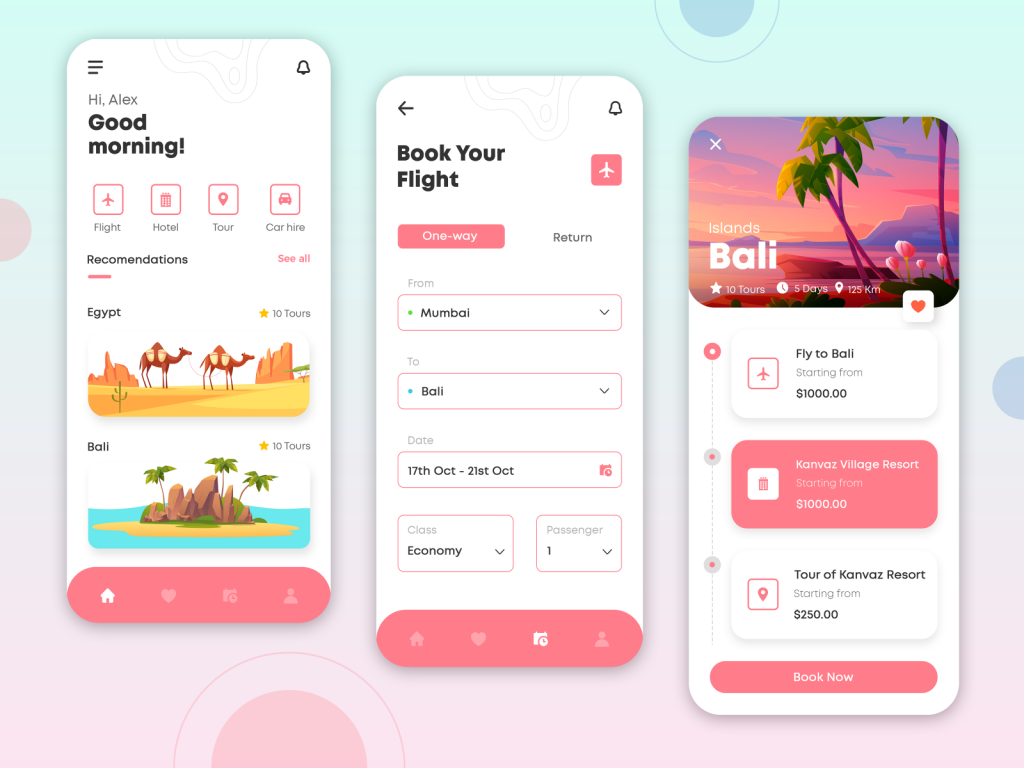 Hi, Alex
Good
morning!
Flight
Hotel
Tour
Car hire
Recomendations
See all
Egypt
10 Tours
Bali
10 Tours
Book Your
Flight
One-way
Return
From
Mumbai
To
Bali
Date
17th Oct - 21st Oct
Class
Economy
Passenger
1
Islands
Bali
10 Tours
5 Days
125 Km
Fly to Bali
Starting from
$1000.00
Kanvaz Village Resort
Starting from
$1000.00
Tour of Kanvaz Resort
Starting from
$250.00
Book Now